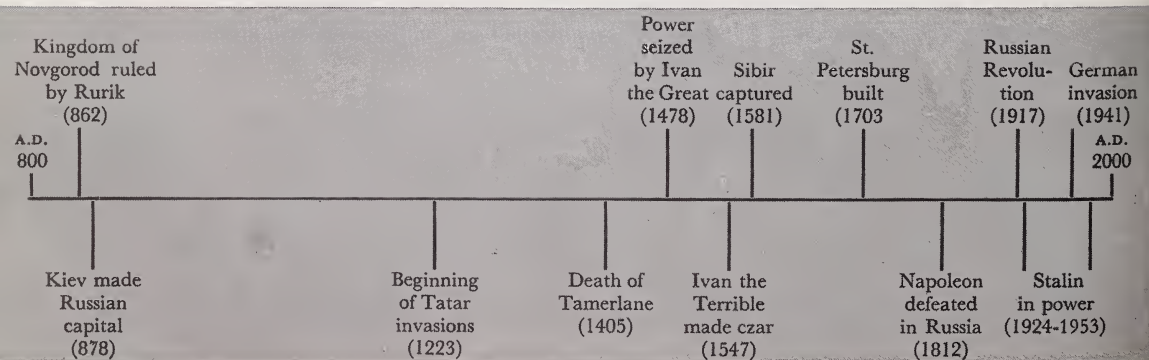 Kingdom of
Novgorod ruled
by Rurik
(862)
Power
seized
by Ivan
the Great
(1478)
Sibir
captured
(1581)
St.
Petersburg
built
(1703
Russian
Revolu-
tion
(1917)
German
invasion
(1941)
A.D.
800
A.D.
2000
Kiev made
Russian
capital
(878)
Beginning
of Tatar
invasions
(1223)
Death of
Tamerlane
(1405)
Ivan the
Terrible
made czar
(1547)
Napoleon
defeated
in Russia
(1812)
Stalin
in power
(1924-1953)